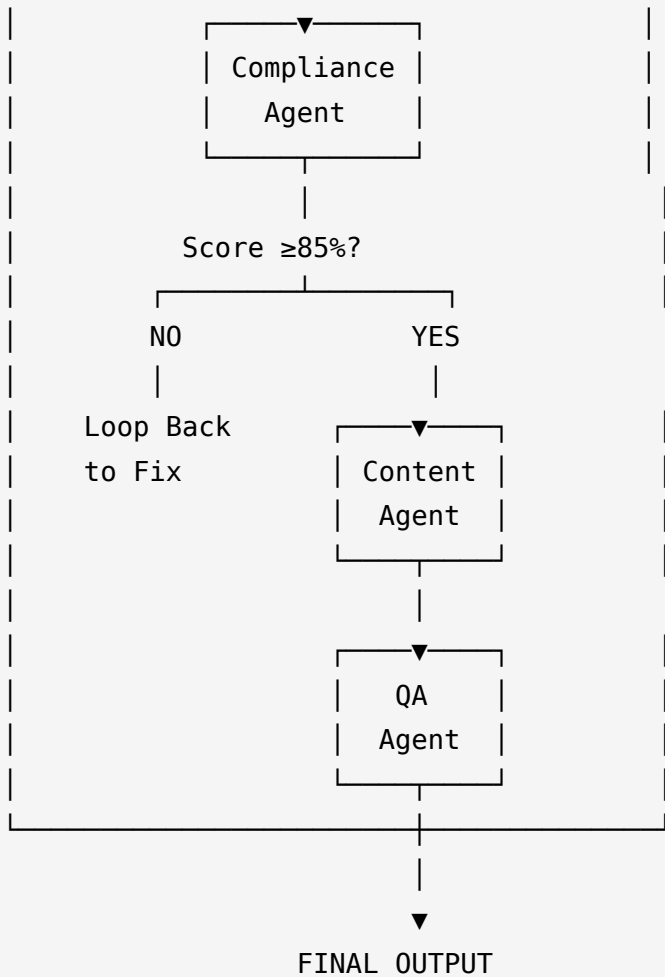 Compliance
Agent
Score ≥85%?
NO YES
Loop Back
to Fix
Content
Agent
QA
Agent
FINAL OUTPUT